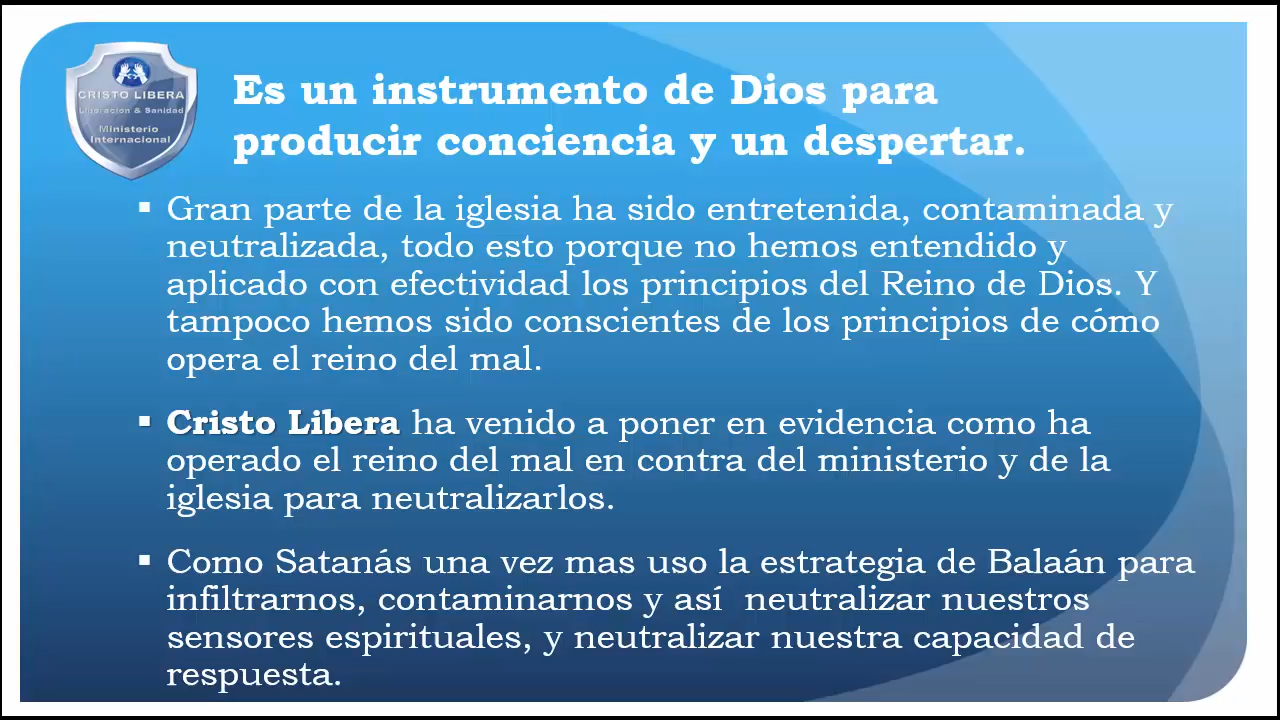 CRISTO LIBERA
Liberación & Sanidad
Ministerio
Internacional
Es un instrumento de Dios para
producir conciencia y un despertar.
▪ Gran parte de la iglesia ha sido entretenida, contaminada y
neutralizada, todo esto porque no hemos entendido y
aplicado con efectividad los principios del Reino de Dios. Y
tampoco hemos sido conscientes de los principios de cómo
opera el reino del mal.
▪ Cristo Libera ha venido a poner en evidencia como ha
operado el reino del mal en contra del ministerio y de la
iglesia para neutralizarlos.
▪ Como Satanás una vez mas uso la estrategia de Balaán para
infiltrarnos, contaminarnos y así  neutralizar nuestros
sensores espirituales, y neutralizar nuestra capacidad de
respuesta.